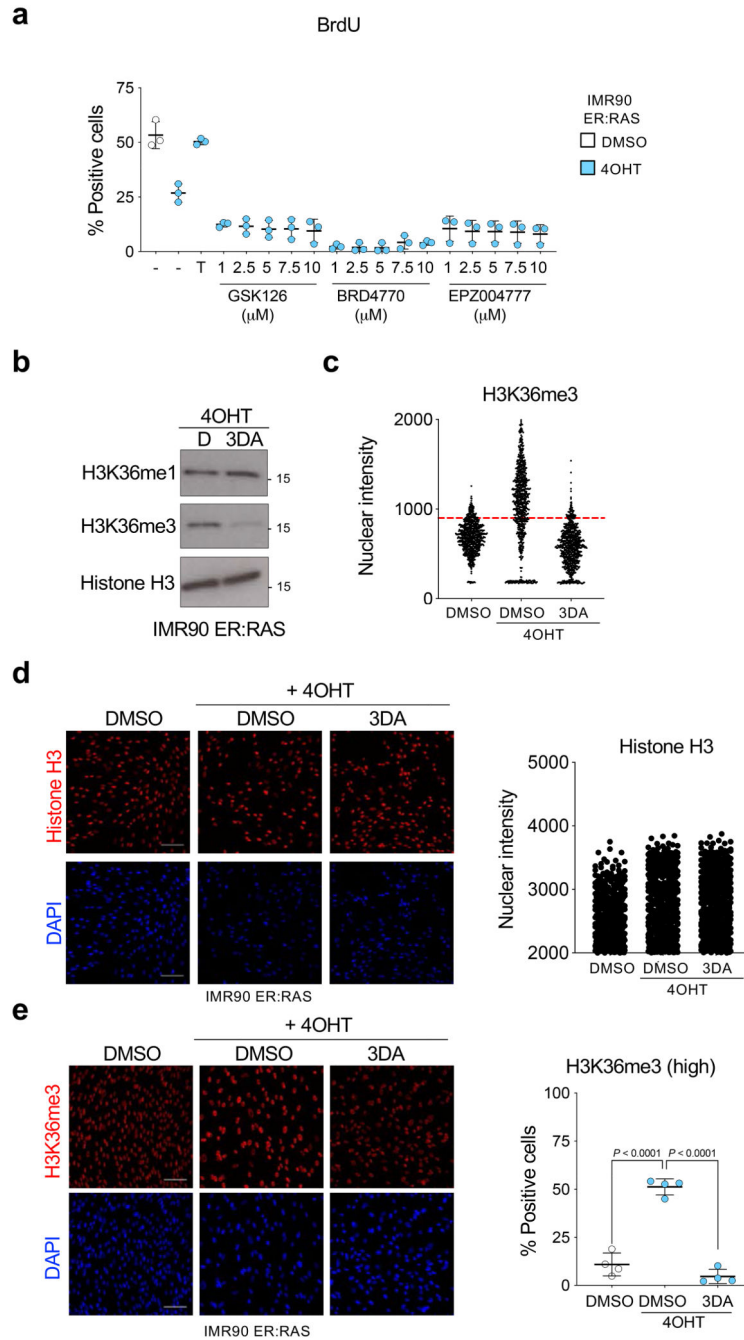 a
BrdU
75
50
25
0
% Positive cells
- - T 1 2.5 5 7.5 10 1 2.5 5 7.5 10 1 2.5 5 7.5 10
GSK126 BRD4770 EPZ004777
(μM) (μM) (μM)
IMR90
ER:RAS
DMSO
4OHT
b
4OHT
D 3DA
H3K36me1 - 15
H3K36me3 - 15
Histone H3 - 15
IMR90 ER:RAS
c
H3K36me3
2000
1000
0
Nuclear intensity
DMSO DMSO 3DA
4OHT
d
+ 4OHT
DMSO DMSO 3DA
Histone H3
DAPI
IMR90 ER:RAS
Histone H3
5000
4000
3000
2000
Nuclear intensity
DMSO DMSO 3DA
4OHT
e
+ 4OHT
DMSO DMSO 3DA
H3K36me3
DAPI
IMR90 ER:RAS
H3K36me3 (high)
100
75
50
25
0
% Positive cells
P < 0.0001 P < 0.0001
DMSO DMSO 3DA
4OHT